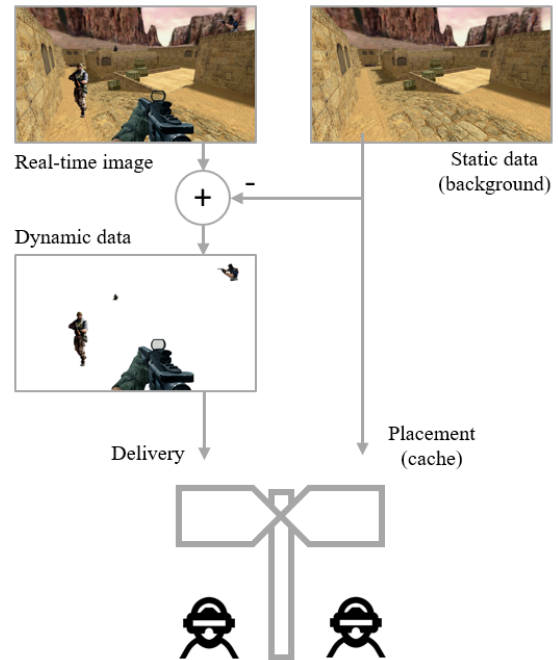 Real-time image
Static data
(background)
-
+
Dynamic data
Delivery
Placement
(cache)